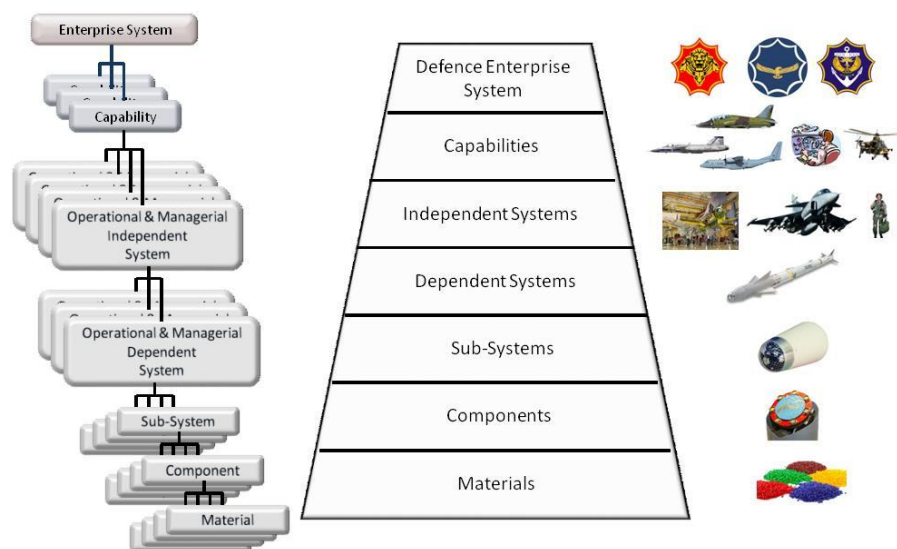 Enterprise System
Capability
Operational & Managerial
Independent
System
Operational & Managerial
Dependent
System
Sub-System
Component
Material
Defence Enterprise
System
Capabilities
Independent Systems
Dependent Systems
Sub-Systems
Components
Materials